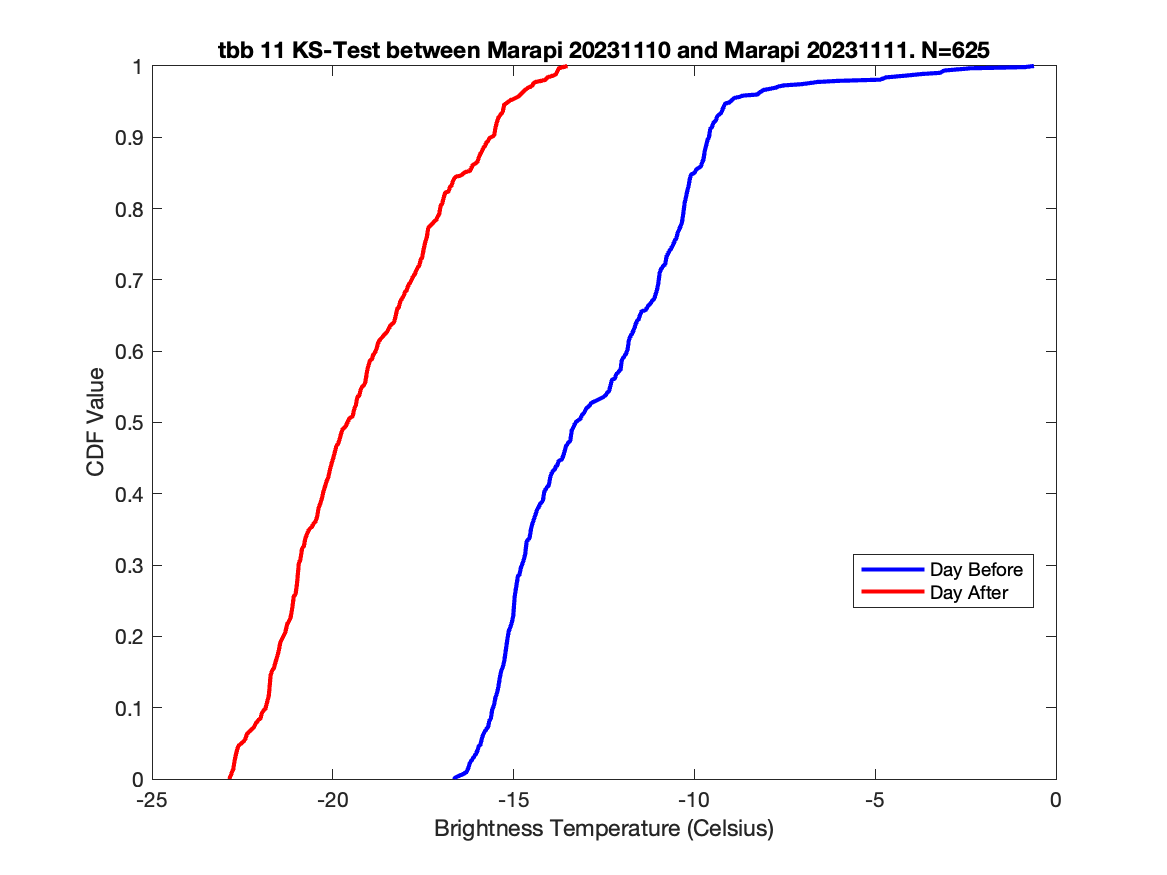 tbb 11 KS-Test between Marapi 20231110 and Marapi 20231111. N=625
1
0.9
0.8
0.7
0.6
0.5
0.4
0.3
0.2
0.1
0
CDF Value
Day Before
Day After
-25 -20 -15 -10 -5 0
Brightness Temperature (Celsius)